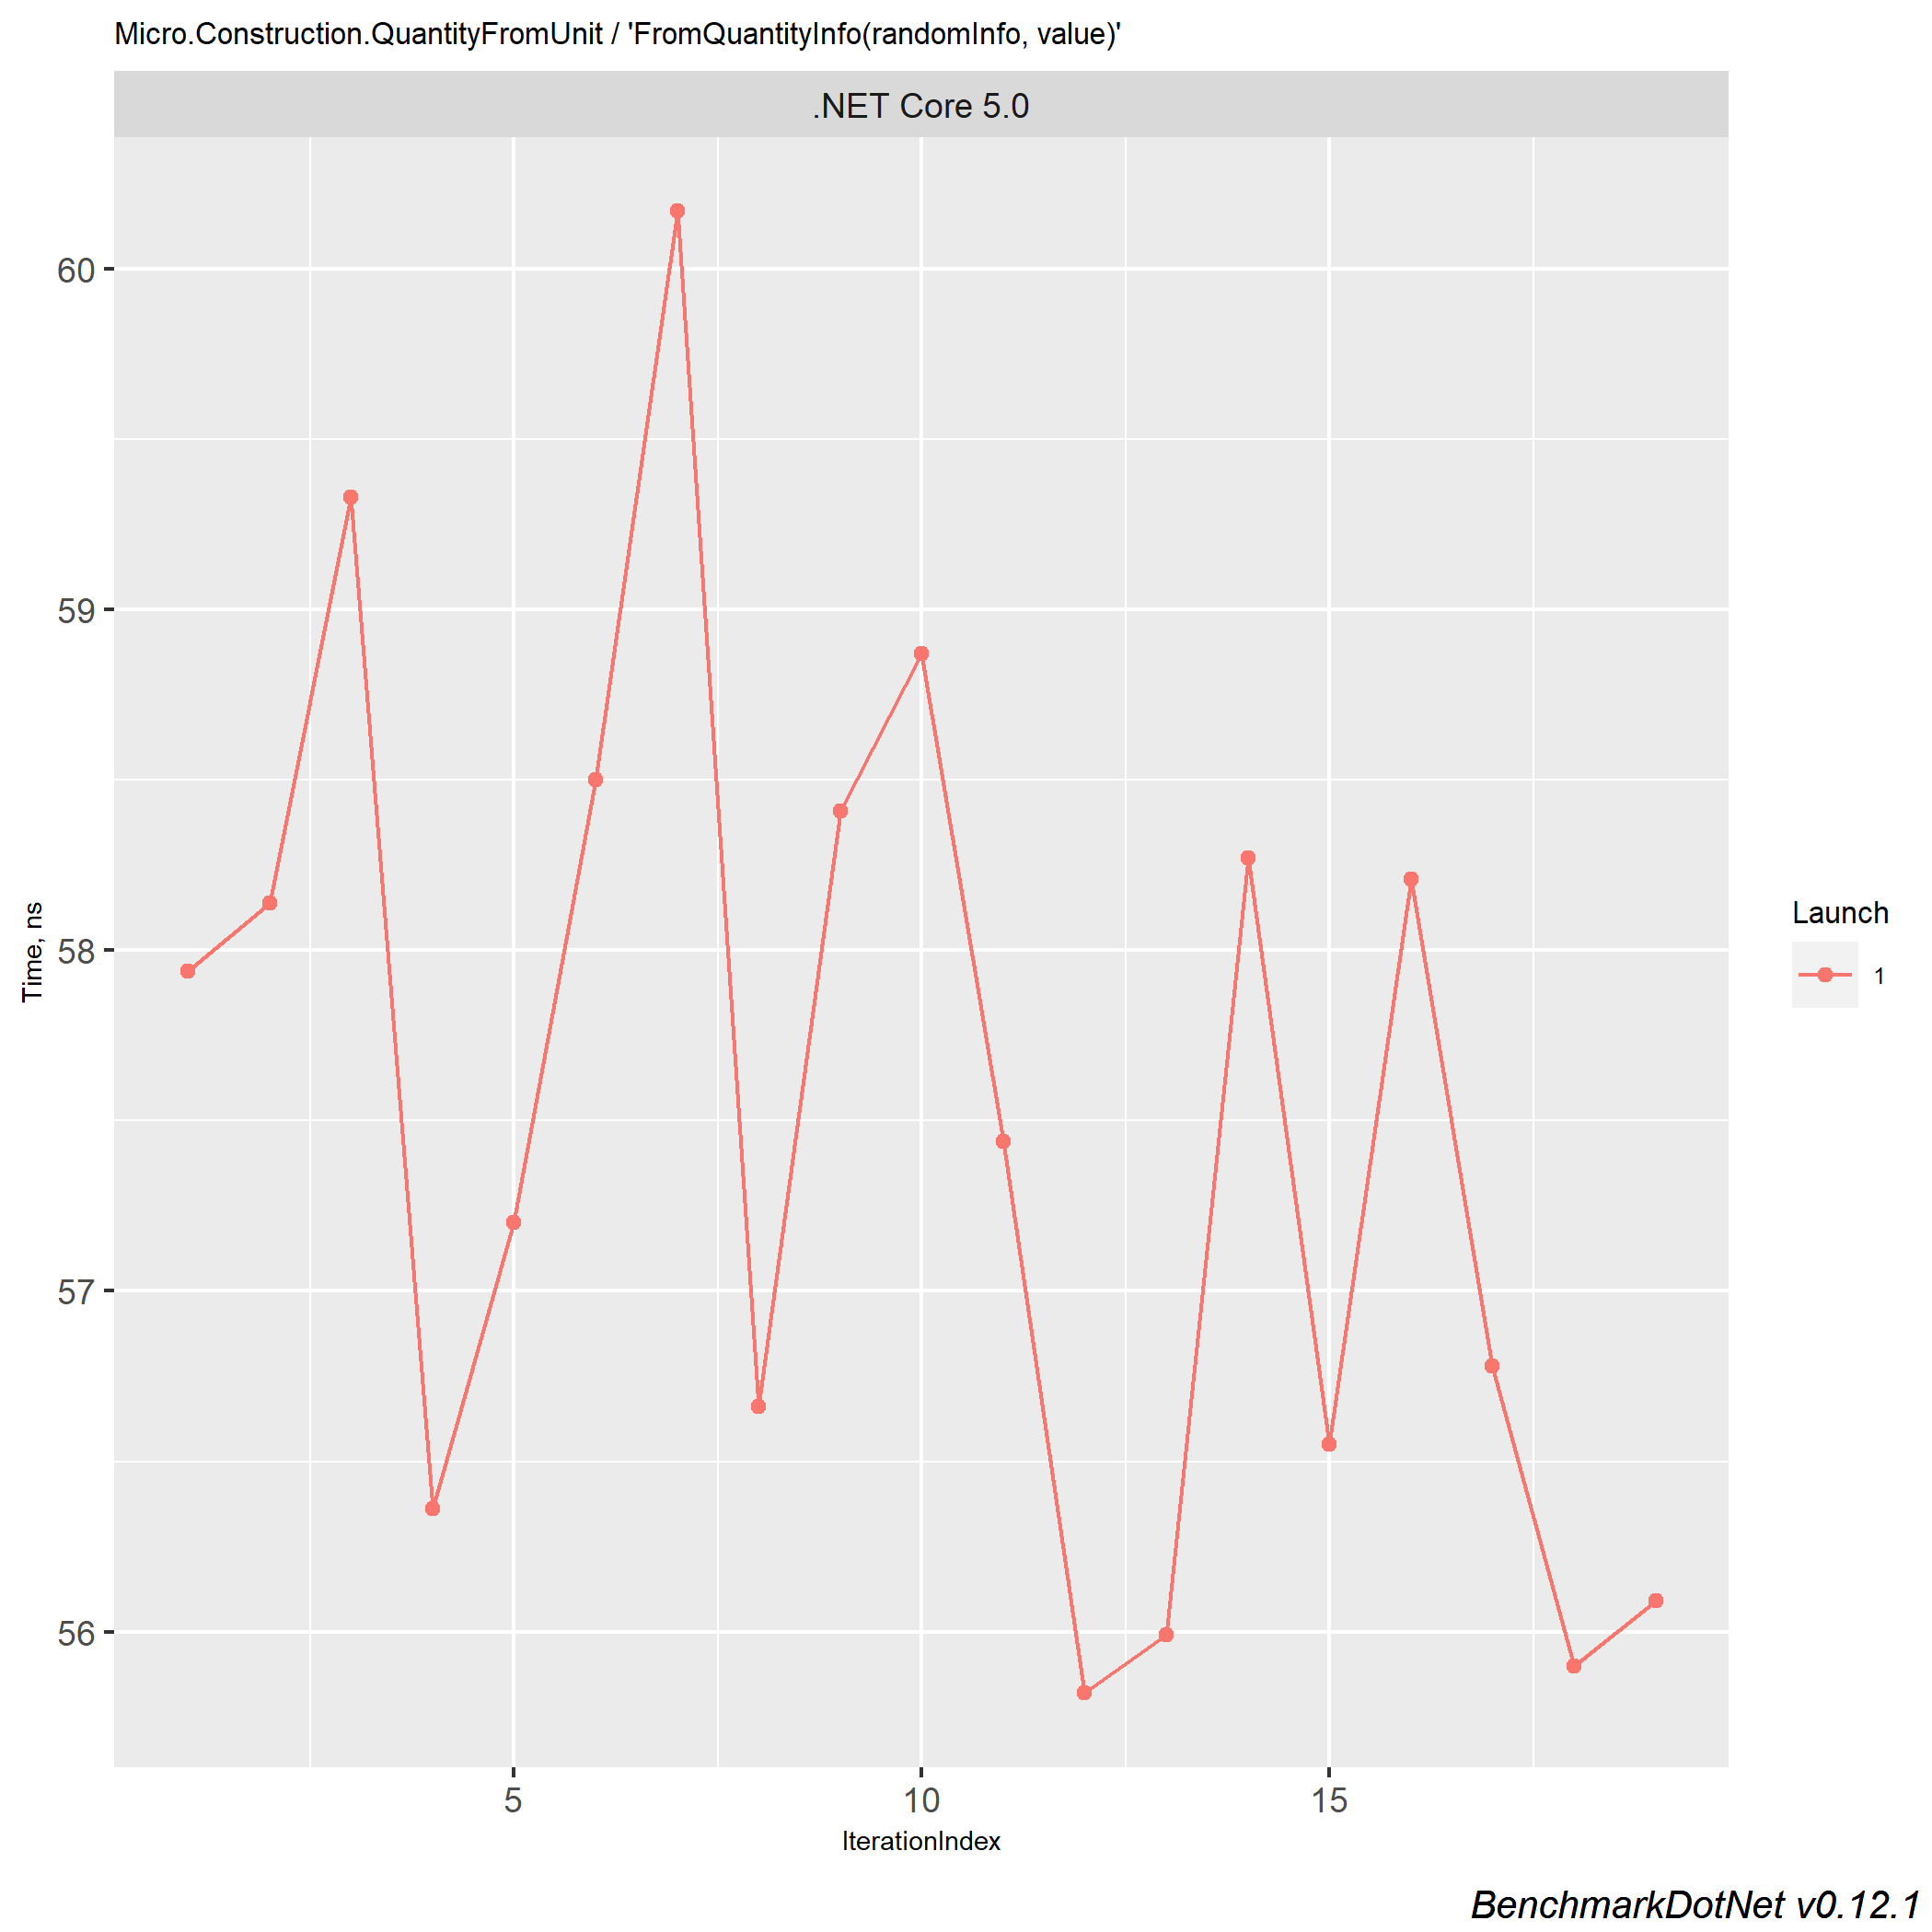 Micro.Construction.QuantityFromUnit / 'FromQuantityInfo(randomInfo, value)'
.NET Core 5.0
60
59
58
57
56
Time, ns
5 10 15
IterationIndex
Launch
1
BenchmarkDotNet v0.12.1